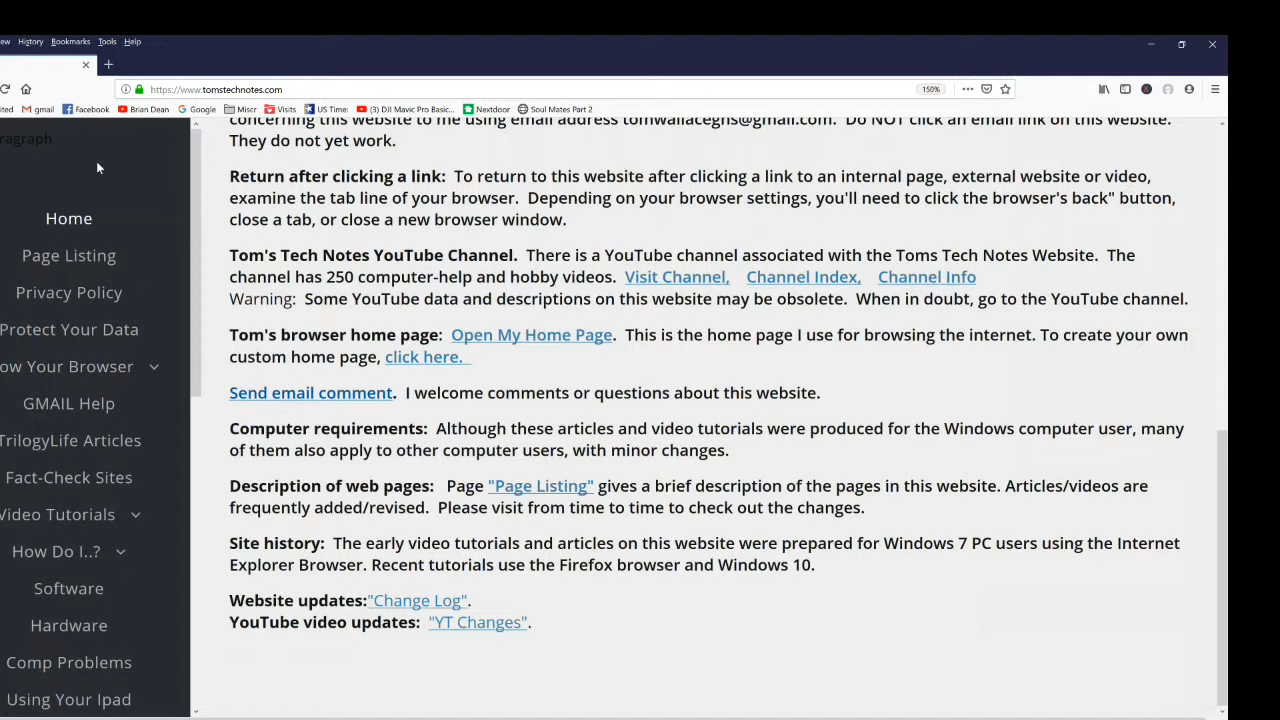 ew History Bookmarks Tools Help
https://www.tomstechnotes.com 150%
ited gmail Facebook Brian Dean Google Miscr Visits US Time: (3) DJI Mavic Pro Basic... Nextdoor Soul Mates Part 2
ragraph
Home
Page Listing
Privacy Policy
Protect Your Data
ow Your Browser
GMAIL Help
TrilogyLife Articles
Fact-Check Sites
Video Tutorials
How Do I..?
Software
Hardware
Comp Problems
Using Your Ipad
concerning this website to me using email address tomwallacegns@gmail.com. Do NOT click an email link on this website.
They do not yet work.
Return after clicking a link: To return to this website after clicking a link to an internal page, external website or video,
examine the tab line of your browser. Depending on your browser settings, you'll need to click the browser's back" button,
close a tab, or close a new browser window.
Tom's Tech Notes YouTube Channel. There is a YouTube channel associated with the Toms Tech Notes Website. The
channel has 250 computer-help and hobby videos. Visit Channel, Channel Index, Channel Info
Warning: Some YouTube data and descriptions on this website may be obsolete. When in doubt, go to the YouTube channel.
Tom's browser home page: Open My Home Page. This is the home page I use for browsing the internet. To create your own
custom home page, click here.
Send email comment. I welcome comments or questions about this website.
Computer requirements: Although these articles and video tutorials were produced for the Windows computer user, many
of them also apply to other computer users, with minor changes.
Description of web pages: Page "Page Listing" gives a brief description of the pages in this website. Articles/videos are
frequently added/revised. Please visit from time to time to check out the changes.
Site history: The early video tutorials and articles on this website were prepared for Windows 7 PC users using the Internet
Explorer Browser. Recent tutorials use the Firefox browser and Windows 10.
Website updates:"Change Log".
YouTube video updates: "YT Changes".